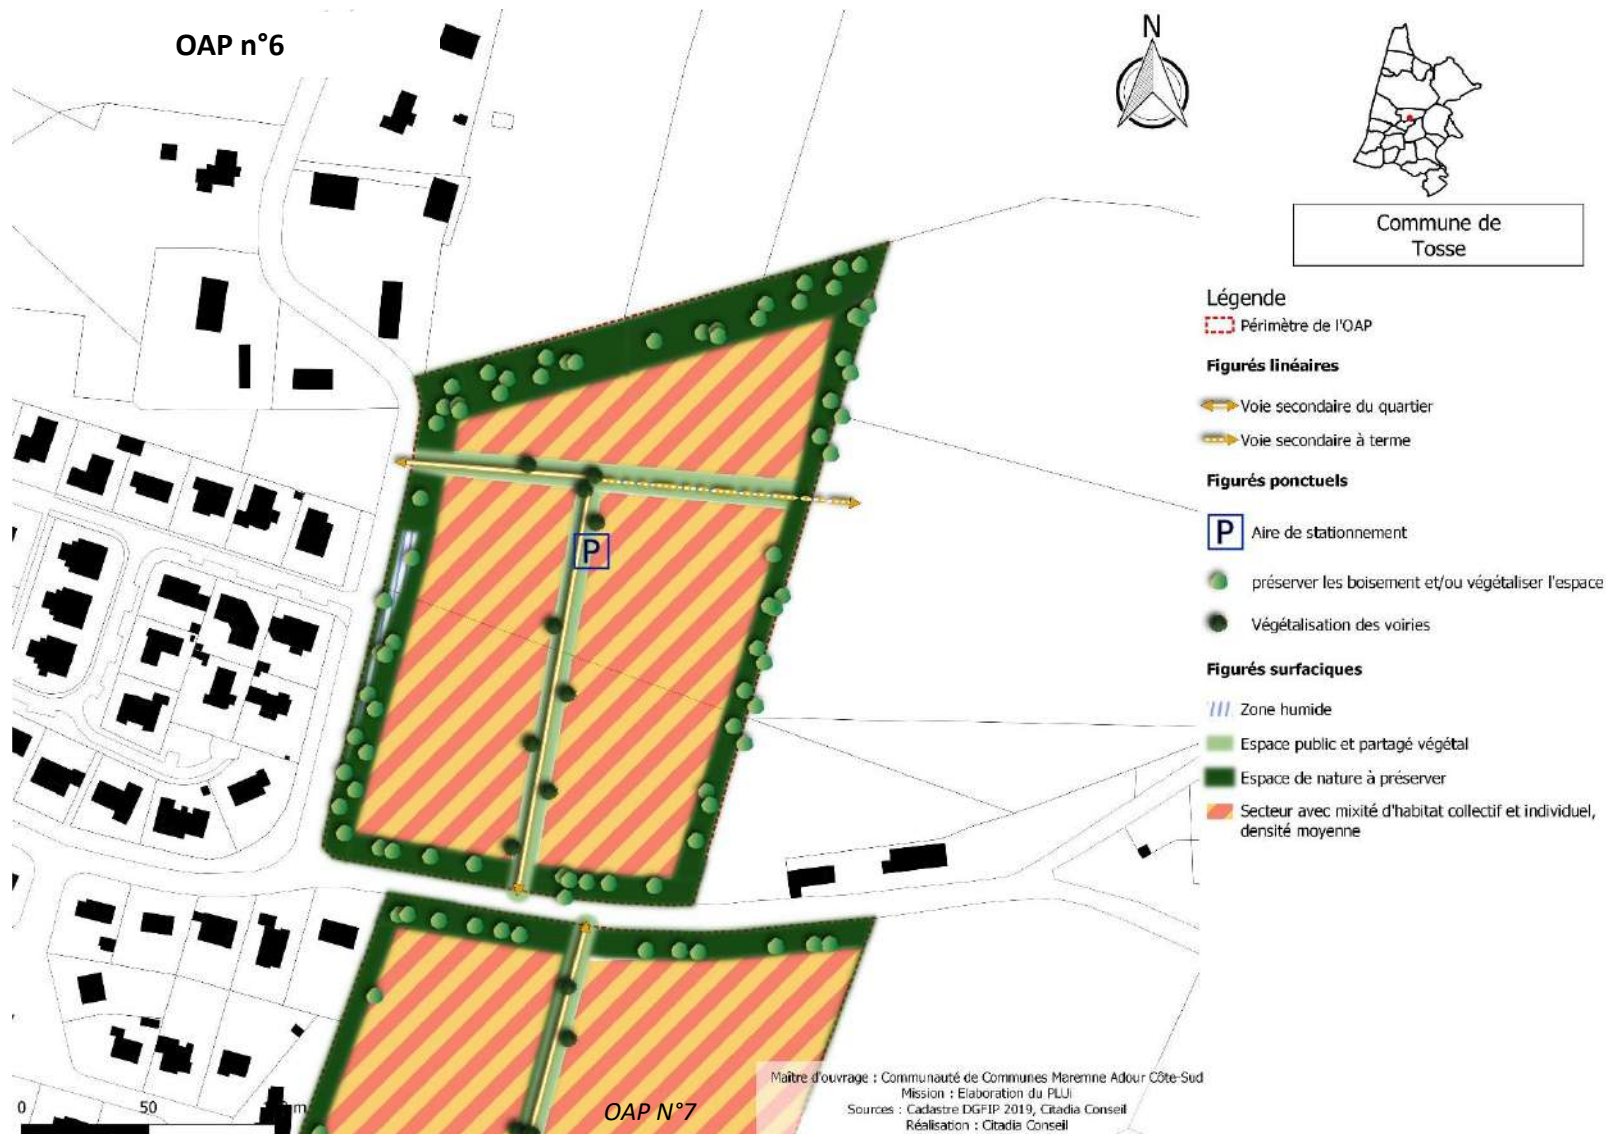 OAP n°6
N
Commune de
Tosse
Légende
Périmètre de l'OAP
Figurés linéaires
Voie secondaire du quartier
Voie secondaire à terme
Figurés ponctuels
P Aire de stationnement
préserver les boisement et/ou végétaliser l'espace
Végétalisation des voiries
Figurés surfaciques
Zone humide
Espace public et partagé végétal
Espace de nature à préserver
Secteur avec mixité d'habitat collectif et individuel,
densité moyenne
P
0 50 m
OAP N°7
Maître d'ouvrage : Communauté de Communes Maremne Adour Côte-Sud
Mission : Elaboration du PLUi
Sources : Cadastre DGFIP 2019, Citadia Conseil
Réalisation : Citadia Conseil